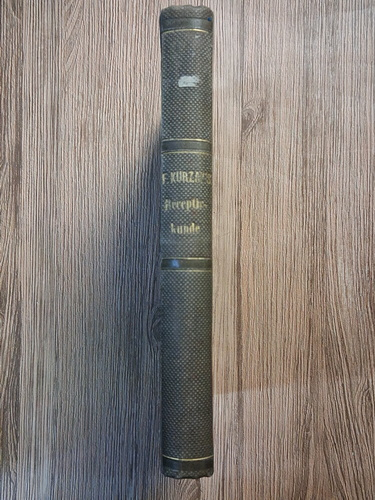 F. KURZAK'S
Receptir-
kunde